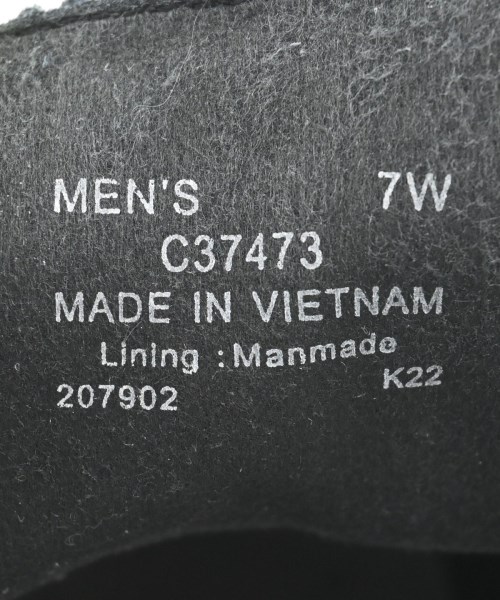 MEN'S 7W
C37473
MADE IN VIETNAM
Lining :Manmade
207902 K22